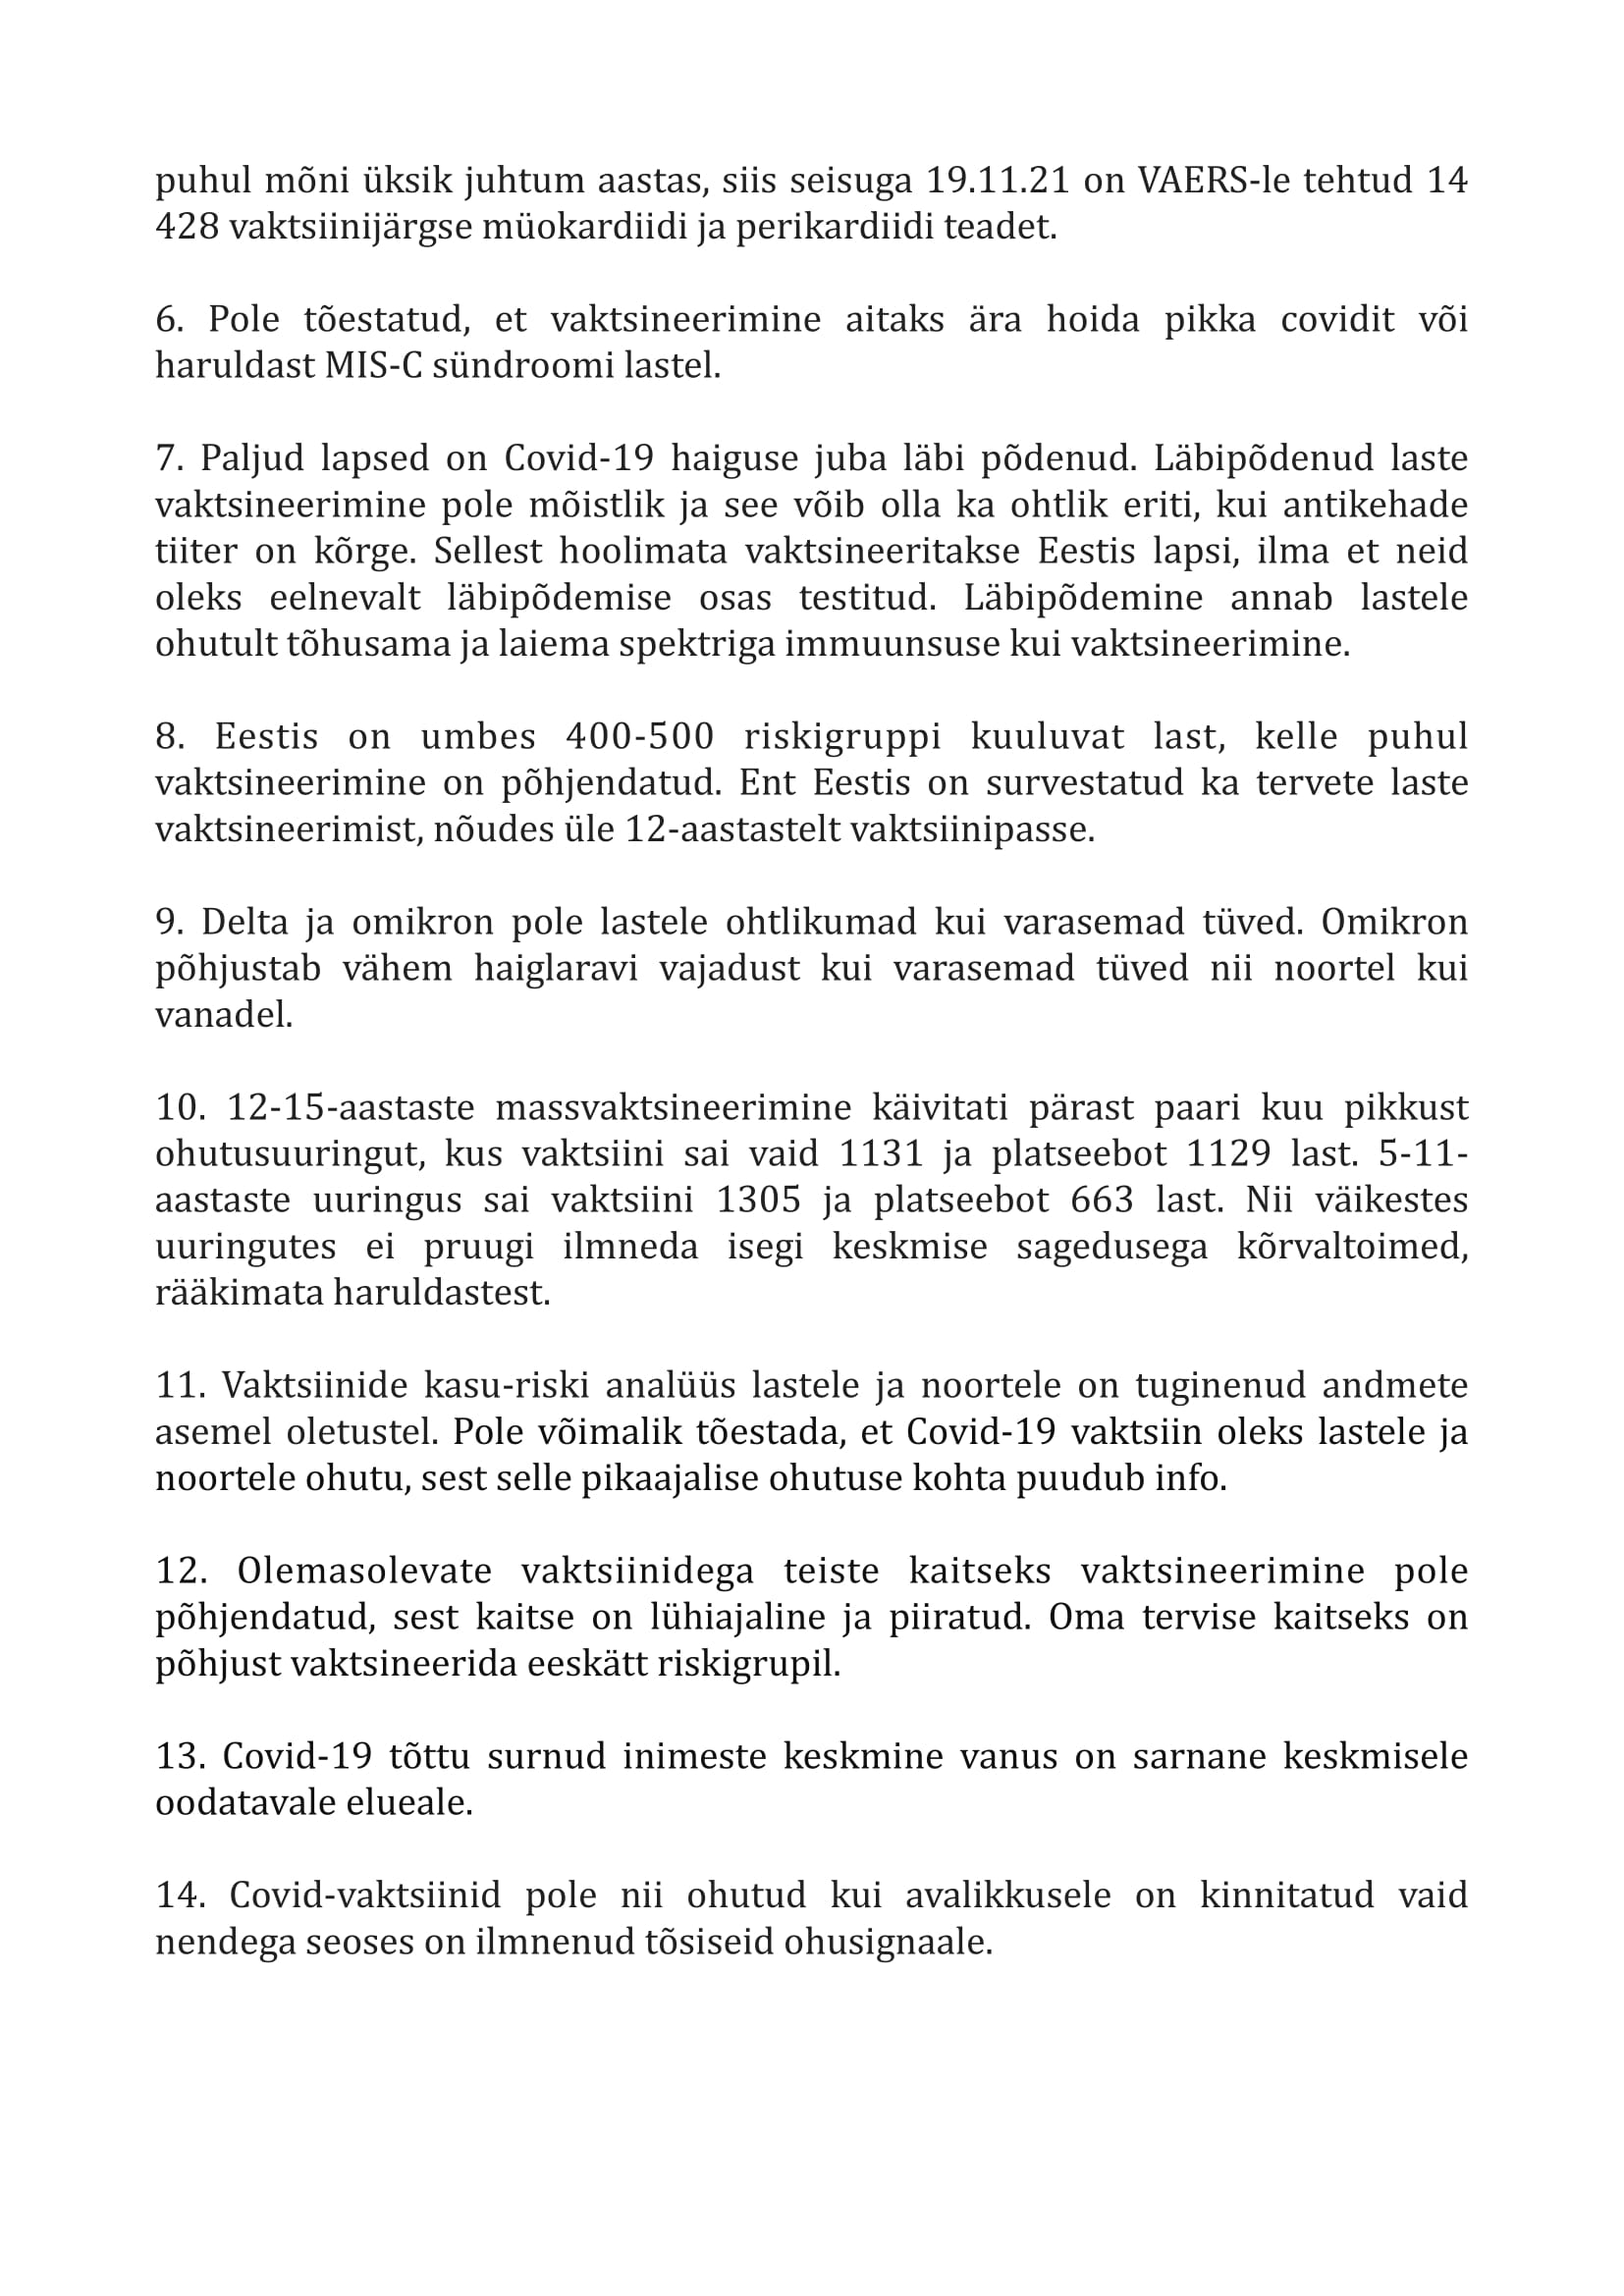 puhul mõni üksik juhtum aastas, siis seisuga 19.11.21 on VAERS-le tehtud 14
428 vaktsiinijärgse müokardiidi ja perikardiidi teadet.
6. Pole tõestatud, et vaktsineerimine aitaks ära hoida pikka covidit või
haruldast MIS-C sündroomi lastel.
7. Paljud lapsed on Covid-19 haiguse juba läbi põdenud. Läbipõdenud laste
vaktsineerimine pole mõistlik ja see võib olla ka ohtlik eriti, kui antikehade
tiiter on kõrge. Sellest hoolimata vaktsineeritakse Eestis lapsi, ilma et neid
oleks eelnevalt läbipõdemise osas testitud. Läbipõdemine annab lastele
ohutult tõhusama ja laiema spektriga immuunsuse kui vaktsineerimine.
8. Eestis on umbes 400-500 riskigruppi kuuluvat last, kelle puhul
vaktsineerimine on põhjendatud. Ent Eestis on survestatud ka tervete laste
vaktsineerimist, nõudes üle 12-aastastelt vaktsiinipasse.
9. Delta ja omikron pole lastele ohtlikumad kui varasemad tüved. Omikron
põhjustab vähem haiglaravi vajadust kui varasemad tüved nii noortel kui
vanadel.
10. 12-15-aastaste massvaktsineerimine käivitati pärast paari kuu pikkust
ohutusuuringut, kus vaktsiini sai vaid 1131 ja platseebot 1129 last. 5-11-
aastaste uuringus sai vaktsiini 1305 ja platseebot 663 last. Nii väikestes
uuringutes ei pruugi ilmneda isegi keskmise sagedusega kõrvaltoimed,
rääkimata haruldastest.
11. Vaktsiinide kasu-riski analüüs lastele ja noortele on tuginenud andmete
asemel oletustel. Pole võimalik tõestada, et Covid-19 vaktsiin oleks lastele ja
noortele ohutu, sest selle pikaajalise ohutuse kohta puudub info.
12. Olemasolevate vaktsiinidega teiste kaitseks vaktsineerimine pole
põhjendatud, sest kaitse on lühiajaline ja piiratud. Oma tervise kaitseks on
põhjust vaktsineerida eeskätt riskigrupil.
13. Covid-19 tõttu surnud inimeste keskmine vanus on sarnane keskmisele
oodatavale elueale.
14. Covid-vaktsiinid pole nii ohutud kui avalikkusele on kinnitatud vaid
nendega seoses on ilmnenud tõsiseid ohusignaale.